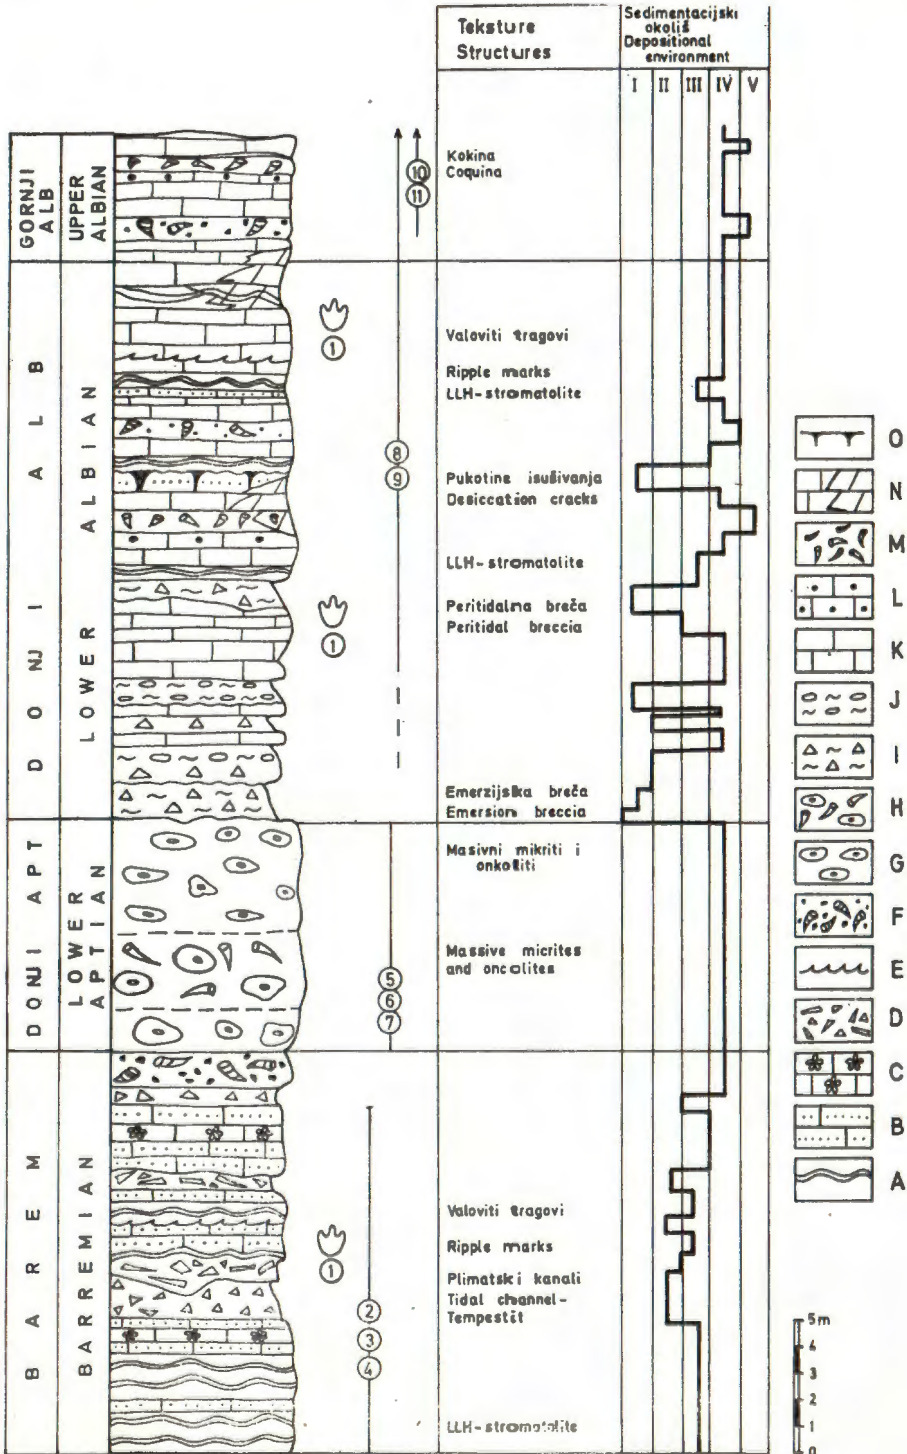 Teksture
Structures
Sedimentacijski
okoliš
Depositional
environment
I II III IV V
GORNJI
ALB
UPPER
ALBIAN
10
11
Kokina
Coquina
DONJI ALB
LOWER ALBIAN
1
Valoviti tragovi
Ripple marks
LLH-stromatolite
8
9
Pukotine isušivanja
Desiccation cracks
LLH-stromatolite
1
Peritidalna breča
Peritidal breccia
Emerzijska breča
Emersion breccia
DONJI APT
LOWER
APTIAN
Masivni mikriti i
onkoliti
Massive micrites
and oncolites
5
6
7
BAREM
BARREMIAN
Valoviti tragovi
1
Ripple marks
Plimatski kanali
Tidal channel-
Tempestit
2
3
4
LLH-stromatolite
O
N
M
L
K
J
I
H
G
F
E
D
C
B
A
5m
4
3
2
1
0